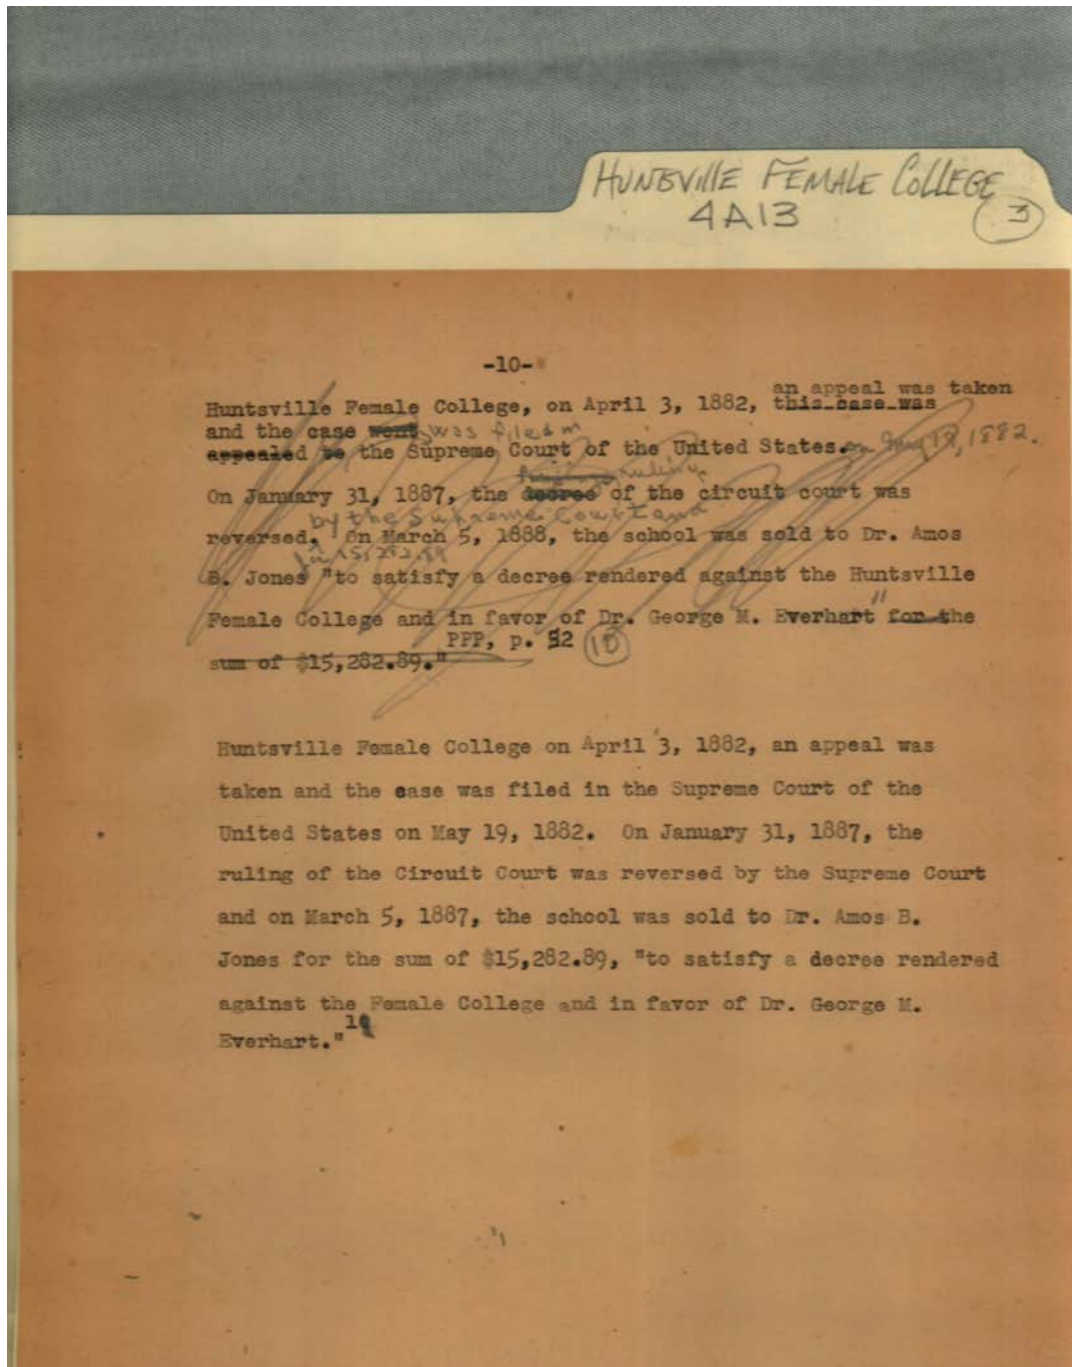 HUNTSVILLE FEMALE COLLEGE
4A13
3
-10-
an appeal was taken
Huntsville Female College, on April 3, 1882, this case was
and the case went was filed in
appealed to the Supreme Court of the United States. on May 19, 1882.
ruling
On January 31, 1887, the decree of the circuit court was
by the Supreme Court and
reversed. On March 5, 1888, the school was sold to Dr. Amos
for $15,282.89
B. Jones "to satisfy a decree rendered against the Huntsville
Female College and in favor of Dr. George M. Everhart" for the
PPP, p. 52 10
sum of $15,282.89."
Huntsville Female College on April 3, 1882, an appeal was
taken and the case was filed in the Supreme Court of the
United States on May 19, 1882. On January 31, 1887, the
ruling of the Circuit Court was reversed by the Supreme Court
and on March 5, 1887, the school was sold to Dr. Amos B.
Jones for the sum of $15,282.89, "to satisfy a decree rendered
against the Female College and in favor of Dr. George M.
Everhart."